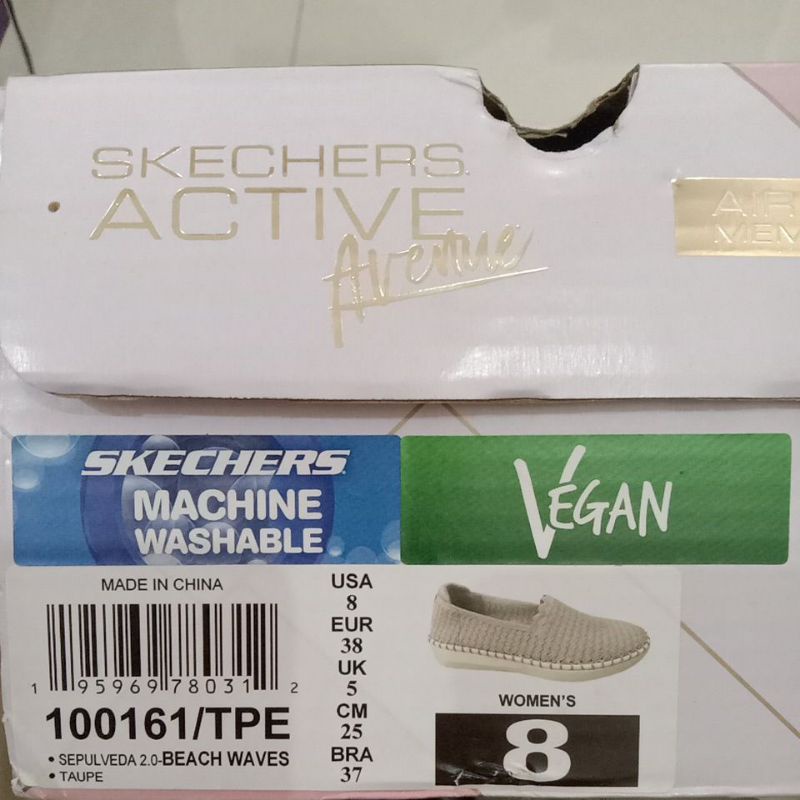 SKECHERS
ACTIVE
Avenue
AIR
SKECHERS
MACHINE
WASHABLE
VEGAN
MADE IN CHINA
1 95969 78031 2
100161/TPE
• SEPULVEDA 2.0-BEACH WAVES
• TAUPE
USA
8
EUR
38
UK
5
CM
25
BRA
37
WOMEN'S
8